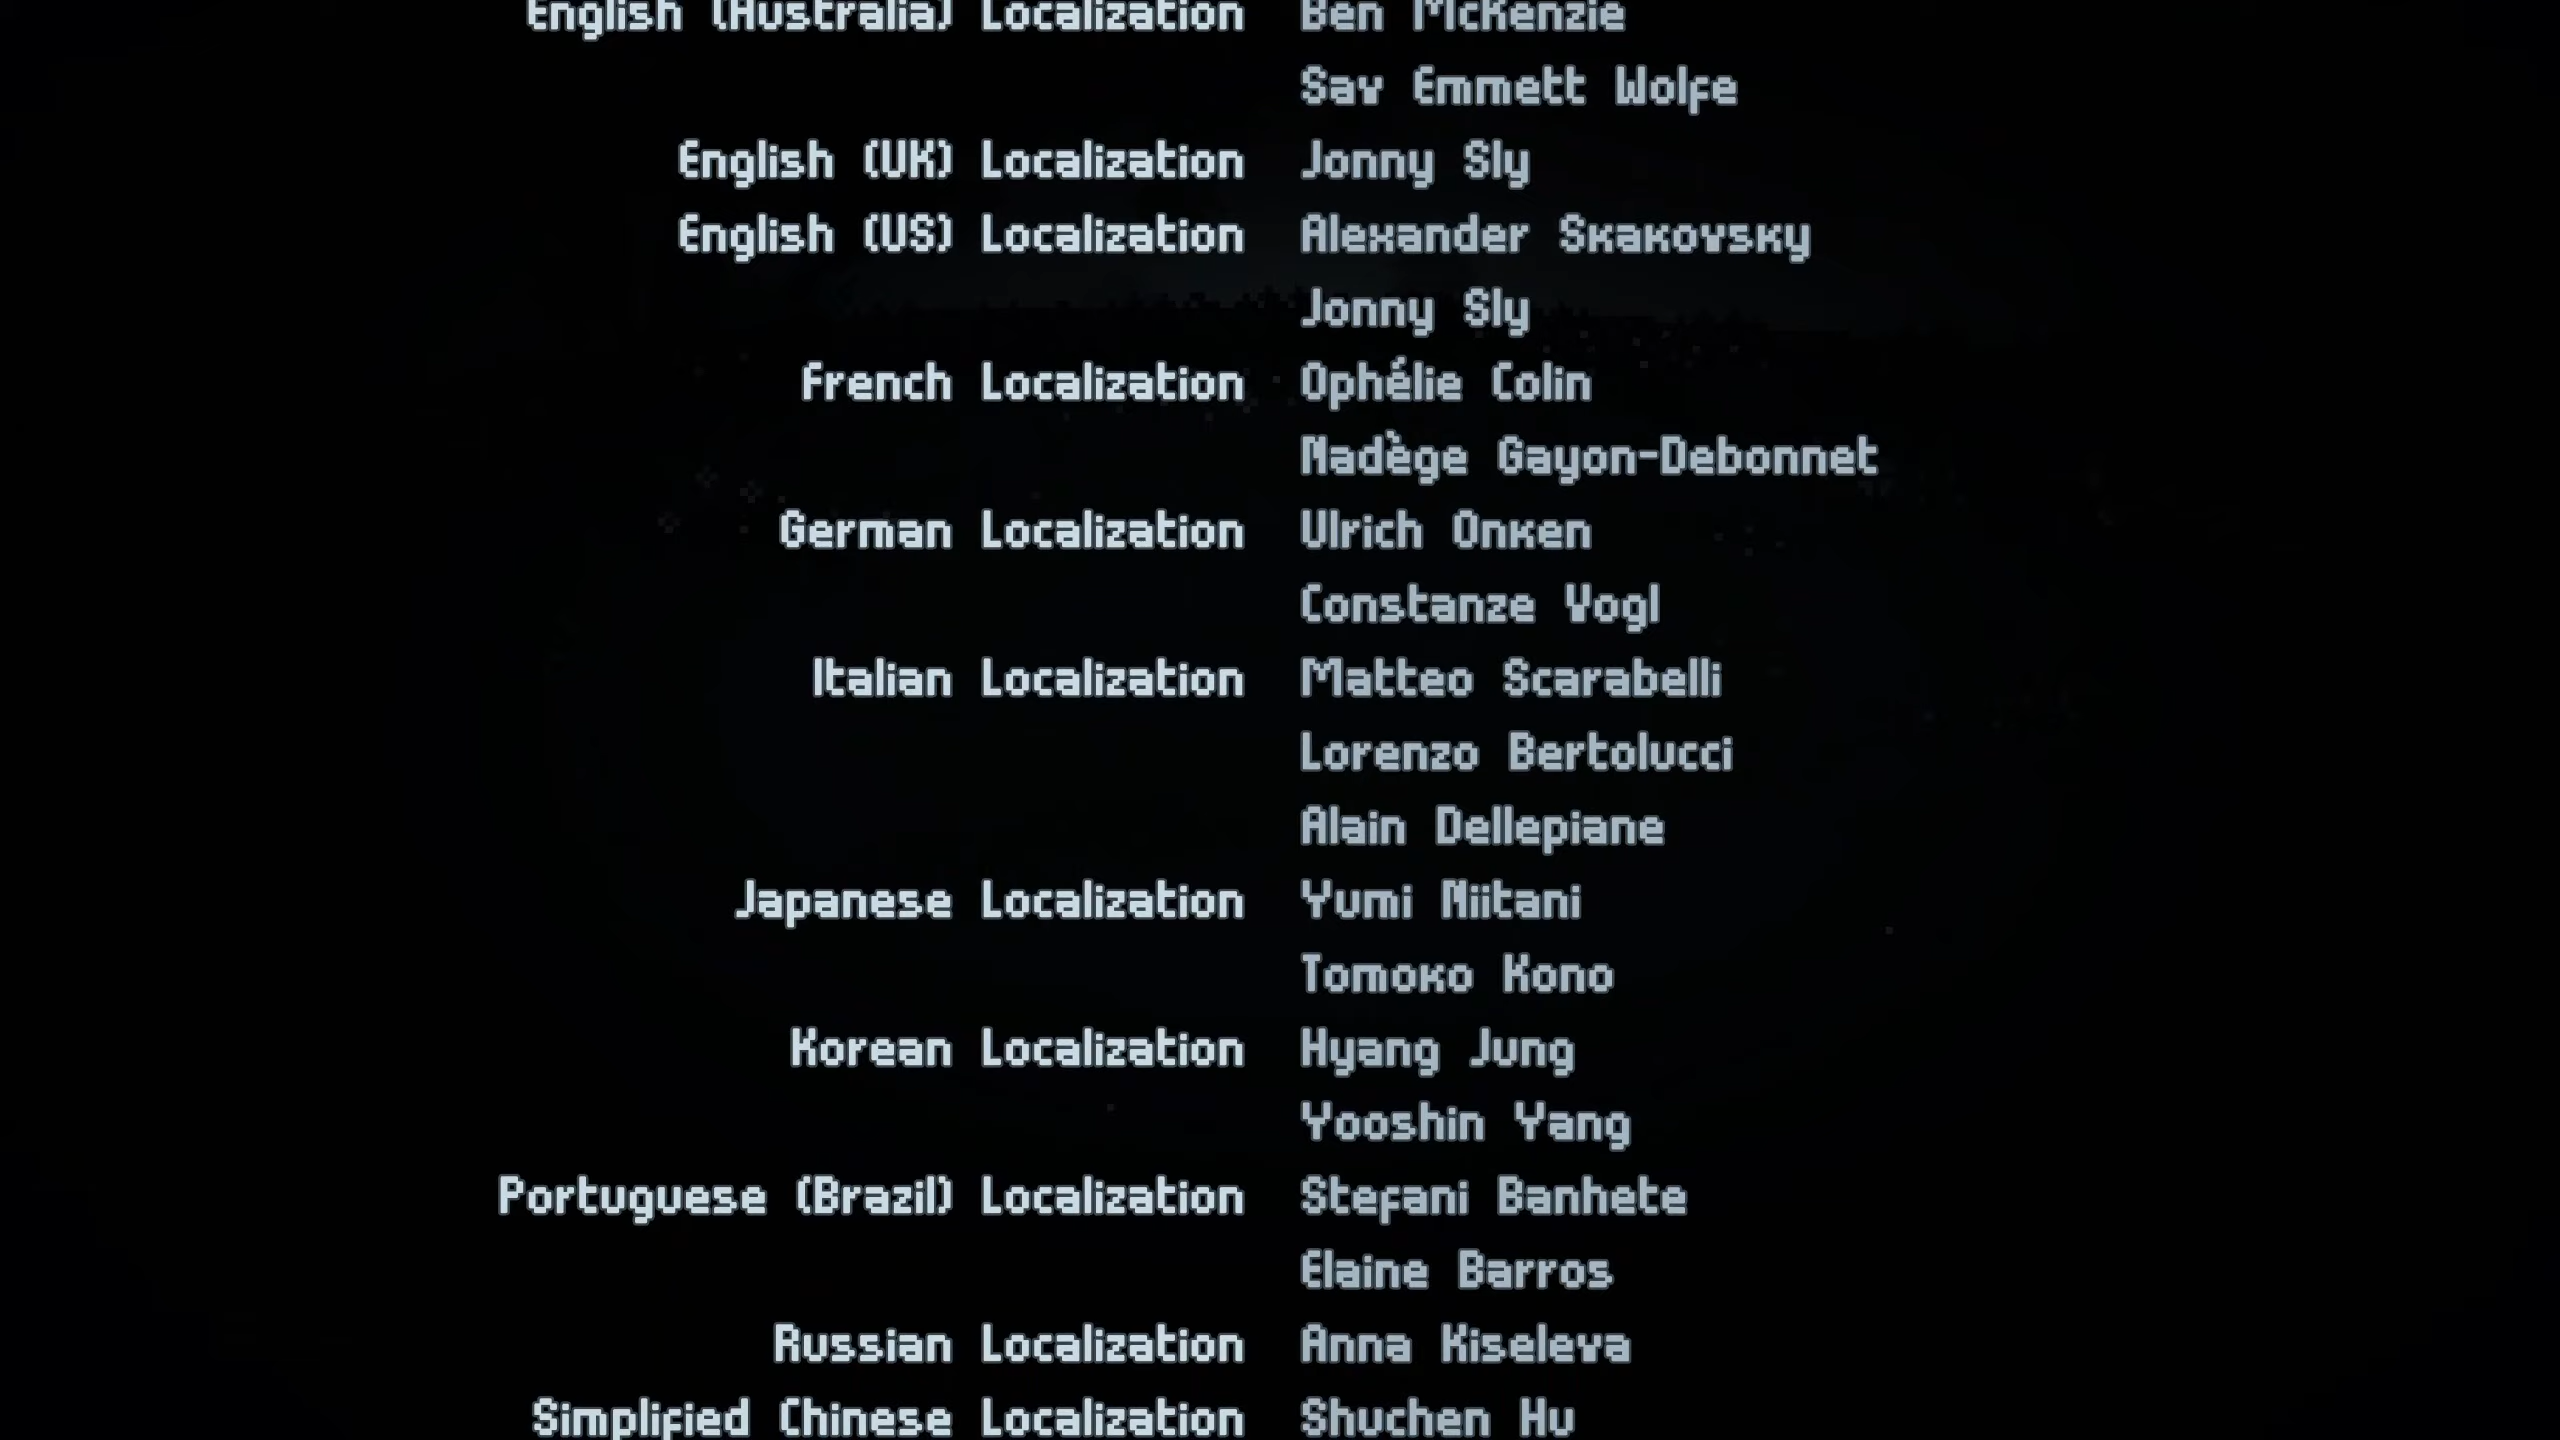 English (Australia) Localization Ben McKenzie
Sav Emmett Wolfe
English (UK) Localization Jonny Sly
English (US) Localization Alexander Skakovsky
Jonny Sly
French Localization Ophélie Colin
Nadège Gayon-Debonnet
German Localization Ulrich Onken
Constanze Vogl
Italian Localization Matteo Scarabelli
Lorenzo Bertolucci
Alain Dellepiane
Japanese Localization Yumi Niitani
Tomoko Kono
Korean Localization Hyang Jung
Yooshin Yang
Portuguese (Brazil) Localization Stefani Banhete
Elaine Barros
Russian Localization Anna Kiseleva
Simplified Chinese Localization Shuchen Hu